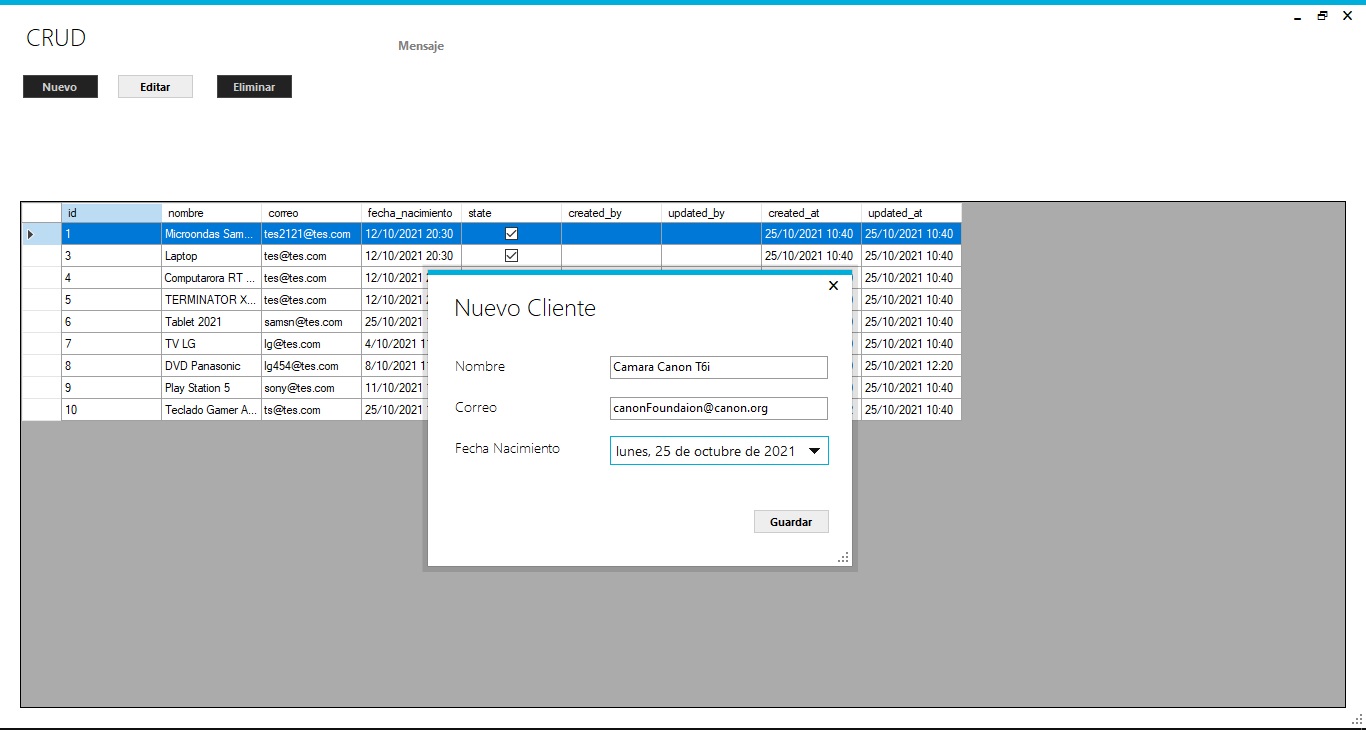 CRUD
Mensaje
Nuevo Editar Eliminar
id nombre correo fecha_nacimiento state created_by updated_by created_at updated_at
1 Microondas Sam... tes2121@tes.com 12/10/2021 20:30 25/10/2021 10:40 25/10/2021 10:40
3 Laptop tes@tes.com 12/10/2021 20:30 25/10/2021 10:40 25/10/2021 10:40
4 Computarora RT ... tes@tes.com 12/10/2021 25/10/2021 10:40
5 TERMINATOR X... tes@tes.com 12/10/2021 25/10/2021 10:40
6 Tablet 2021 samsn@tes.com 25/10/2021 25/10/2021 10:40
7 TV LG lg@tes.com 4/10/2021 25/10/2021 10:40
8 DVD Panasonic lg454@tes.com 8/10/2021 25/10/2021 12:20
9 Play Station 5 sony@tes.com 11/10/2021 25/10/2021 10:40
10 Teclado Gamer A... ts@tes.com 25/10/2021 25/10/2021 10:40
Nuevo Cliente
Nombre Camara Canon T6i
Correo canonFoundaion@canon.org
Fecha Nacimiento lunes, 25 de octubre de 2021
Guardar